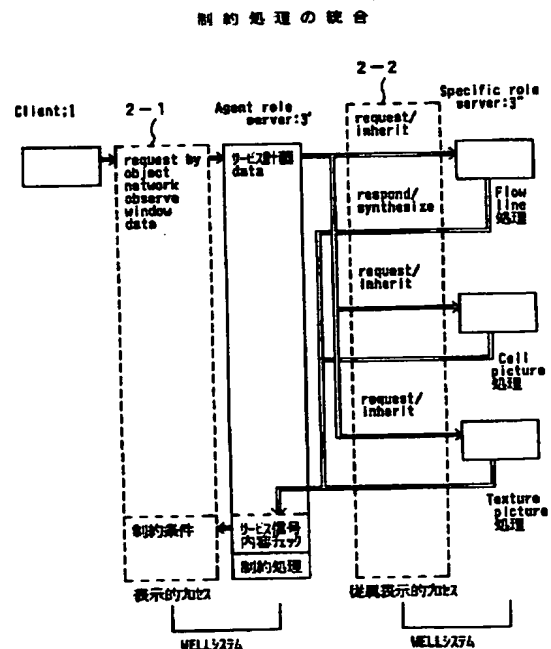 制約処理の統合
2-1
2-2
Client:1
Agent role
server:3'
Specific role
server:3"
request by
object
network
observe
window
data
サービス計画
data
request/
inherit
respond/
synthesize
Flow
line
処理
request/
inherit
Cell
picture
処理
request/
inherit
Texture
picture
処理
制約条件
サービス信号
内容チェック
制約処理
表示的プロセス
従属表示的プロセス
WELLシステム
WELLシステム